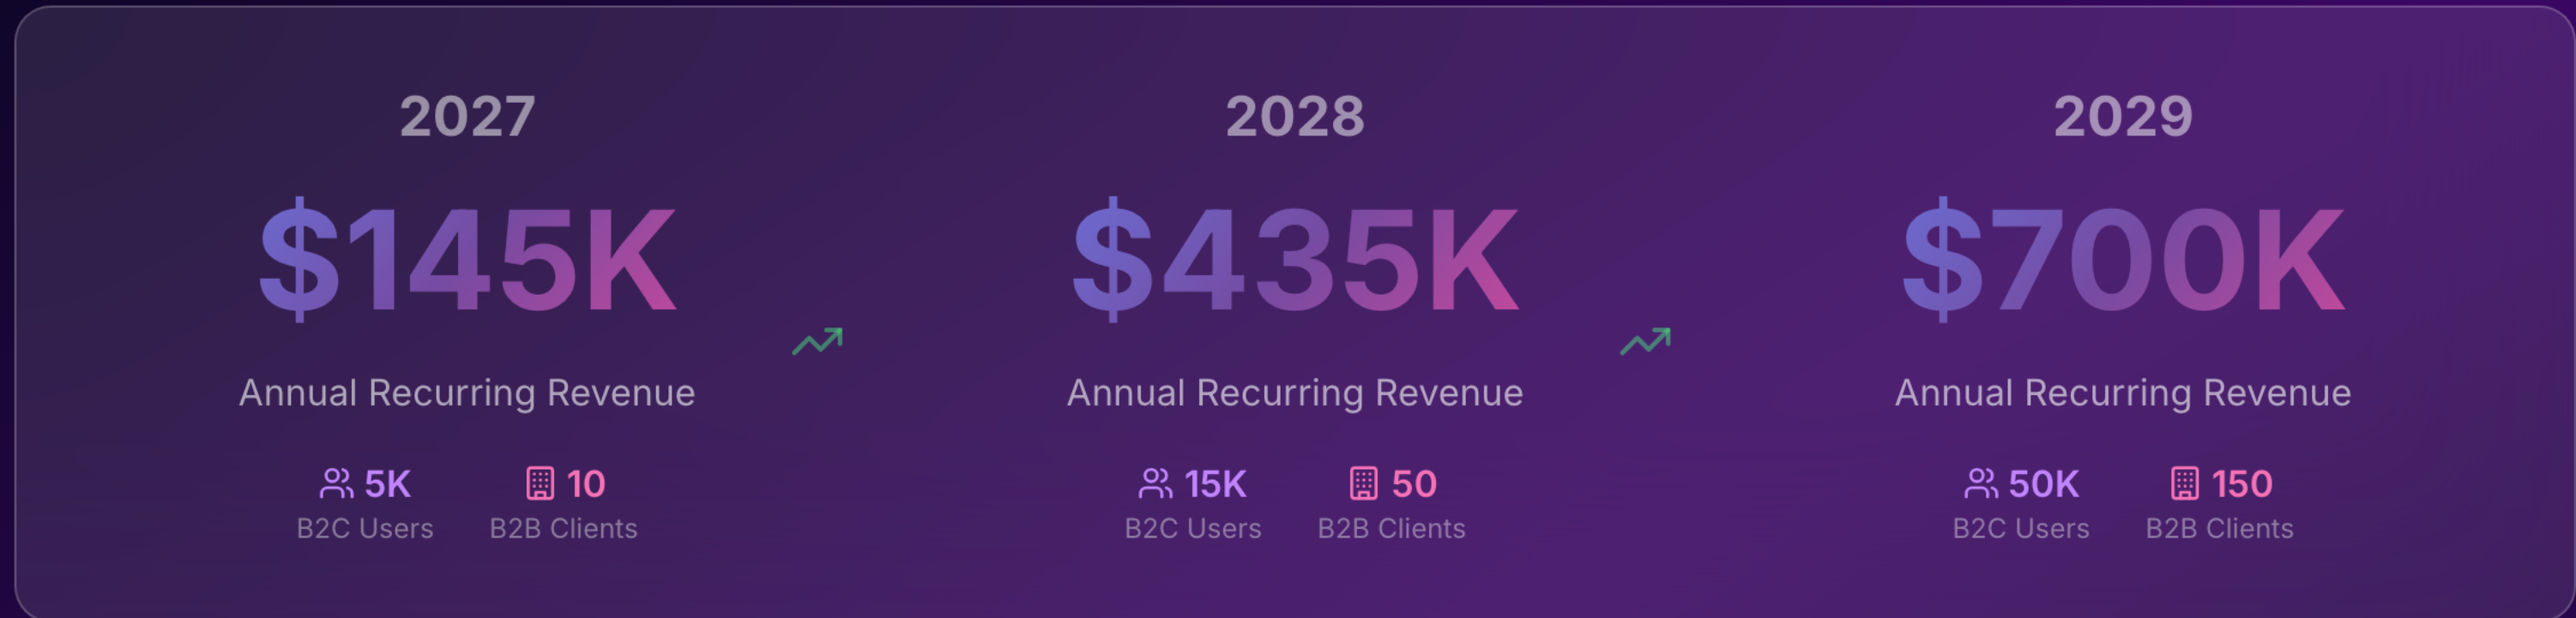 2027
$145K
Annual Recurring Revenue
5K
B2C Users
10
B2B Clients
2028
$435K
Annual Recurring Revenue
15K
B2C Users
50
B2B Clients
2029
$700K
Annual Recurring Revenue
50K
B2C Users
150
B2B Clients